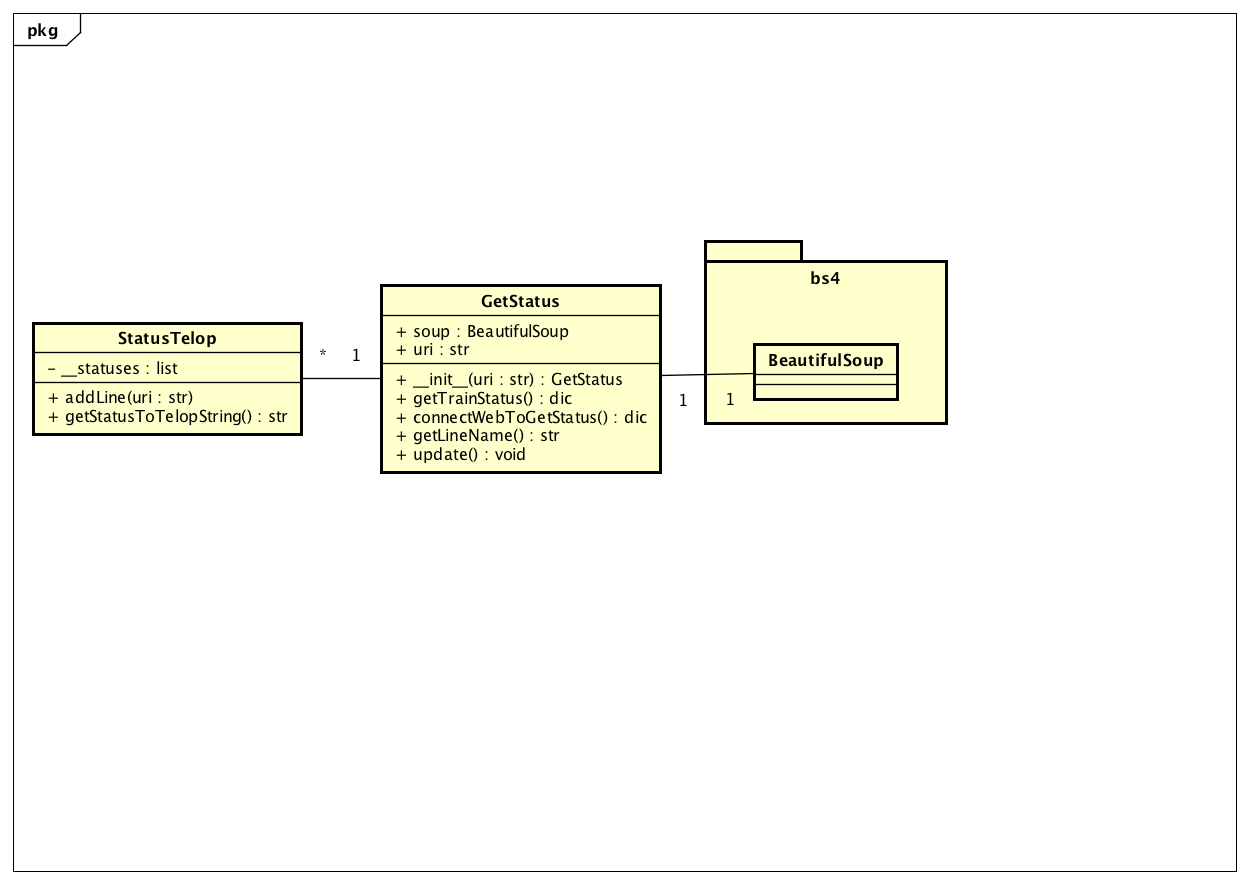 pkg
StatusTelop
- __statuses : list
+ addLine(uri : str)
+ getStatusToTelopString() : str
* 1
GetStatus
+ soup : BeautifulSoup
+ uri : str
+ __init__(uri : str) : GetStatus
+ getTrainStatus() : dic
+ connectWebToGetStatus() : dic
+ getLineName() : str
+ update() : void
1 1
bs4
BeautifulSoup